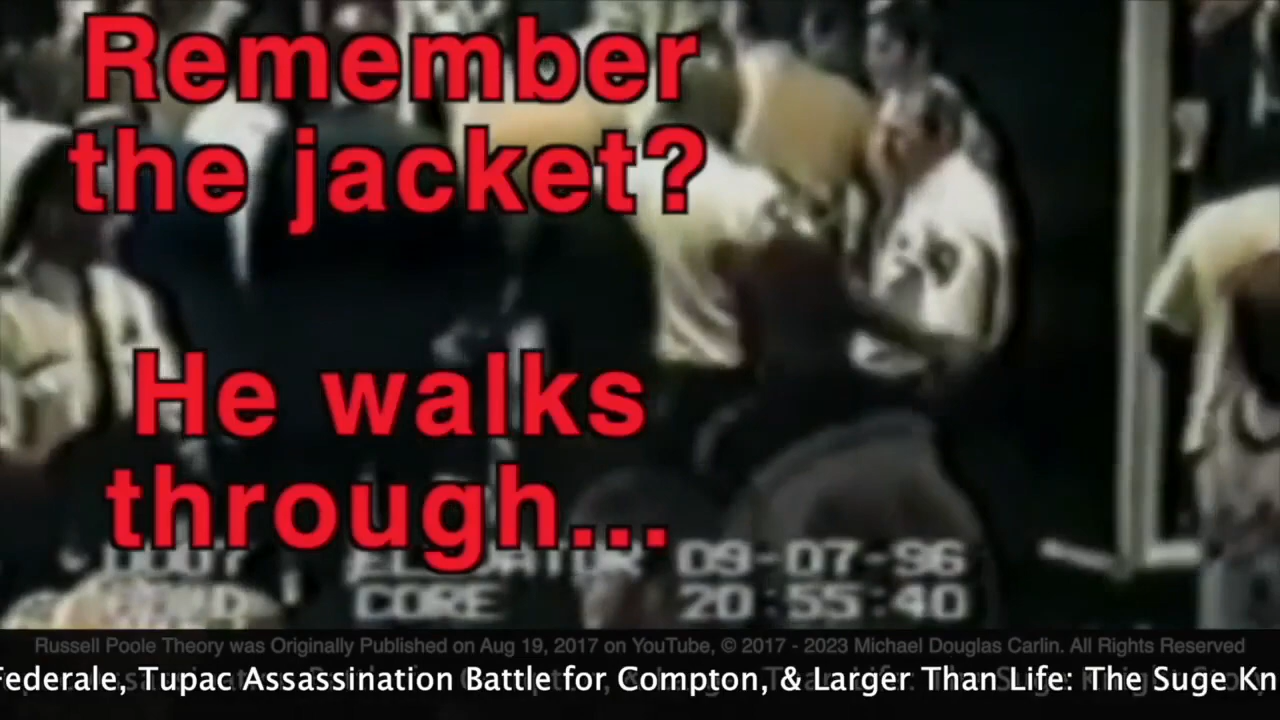 Remember
the jacket?
He walks
through...
09-07-96
CORE 20:55:40
Russell Poole Theory was Originally Published on Aug 19, 2017 on YouTube, © 2017 - 2023 Michael Douglas Carlin. All Rights Reserved
Federale, Tupac Assassination Battle for Compton, & Larger Than Life: The Suge Kn